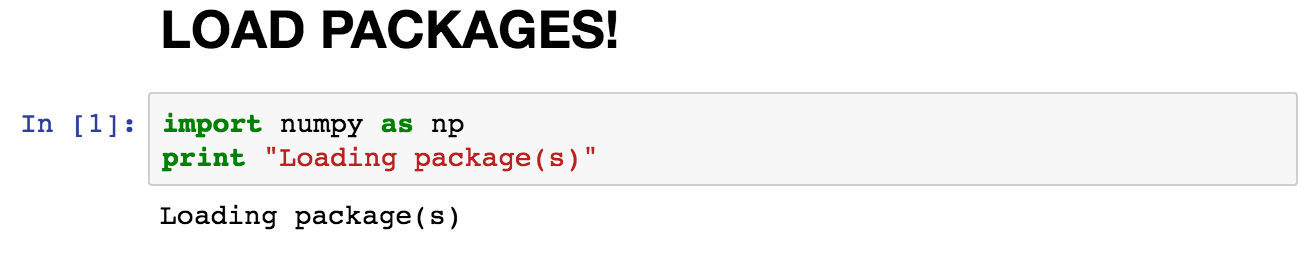 LOAD PACKAGES!
In [1]: import numpy as np
print "Loading package(s)"
Loading package(s)